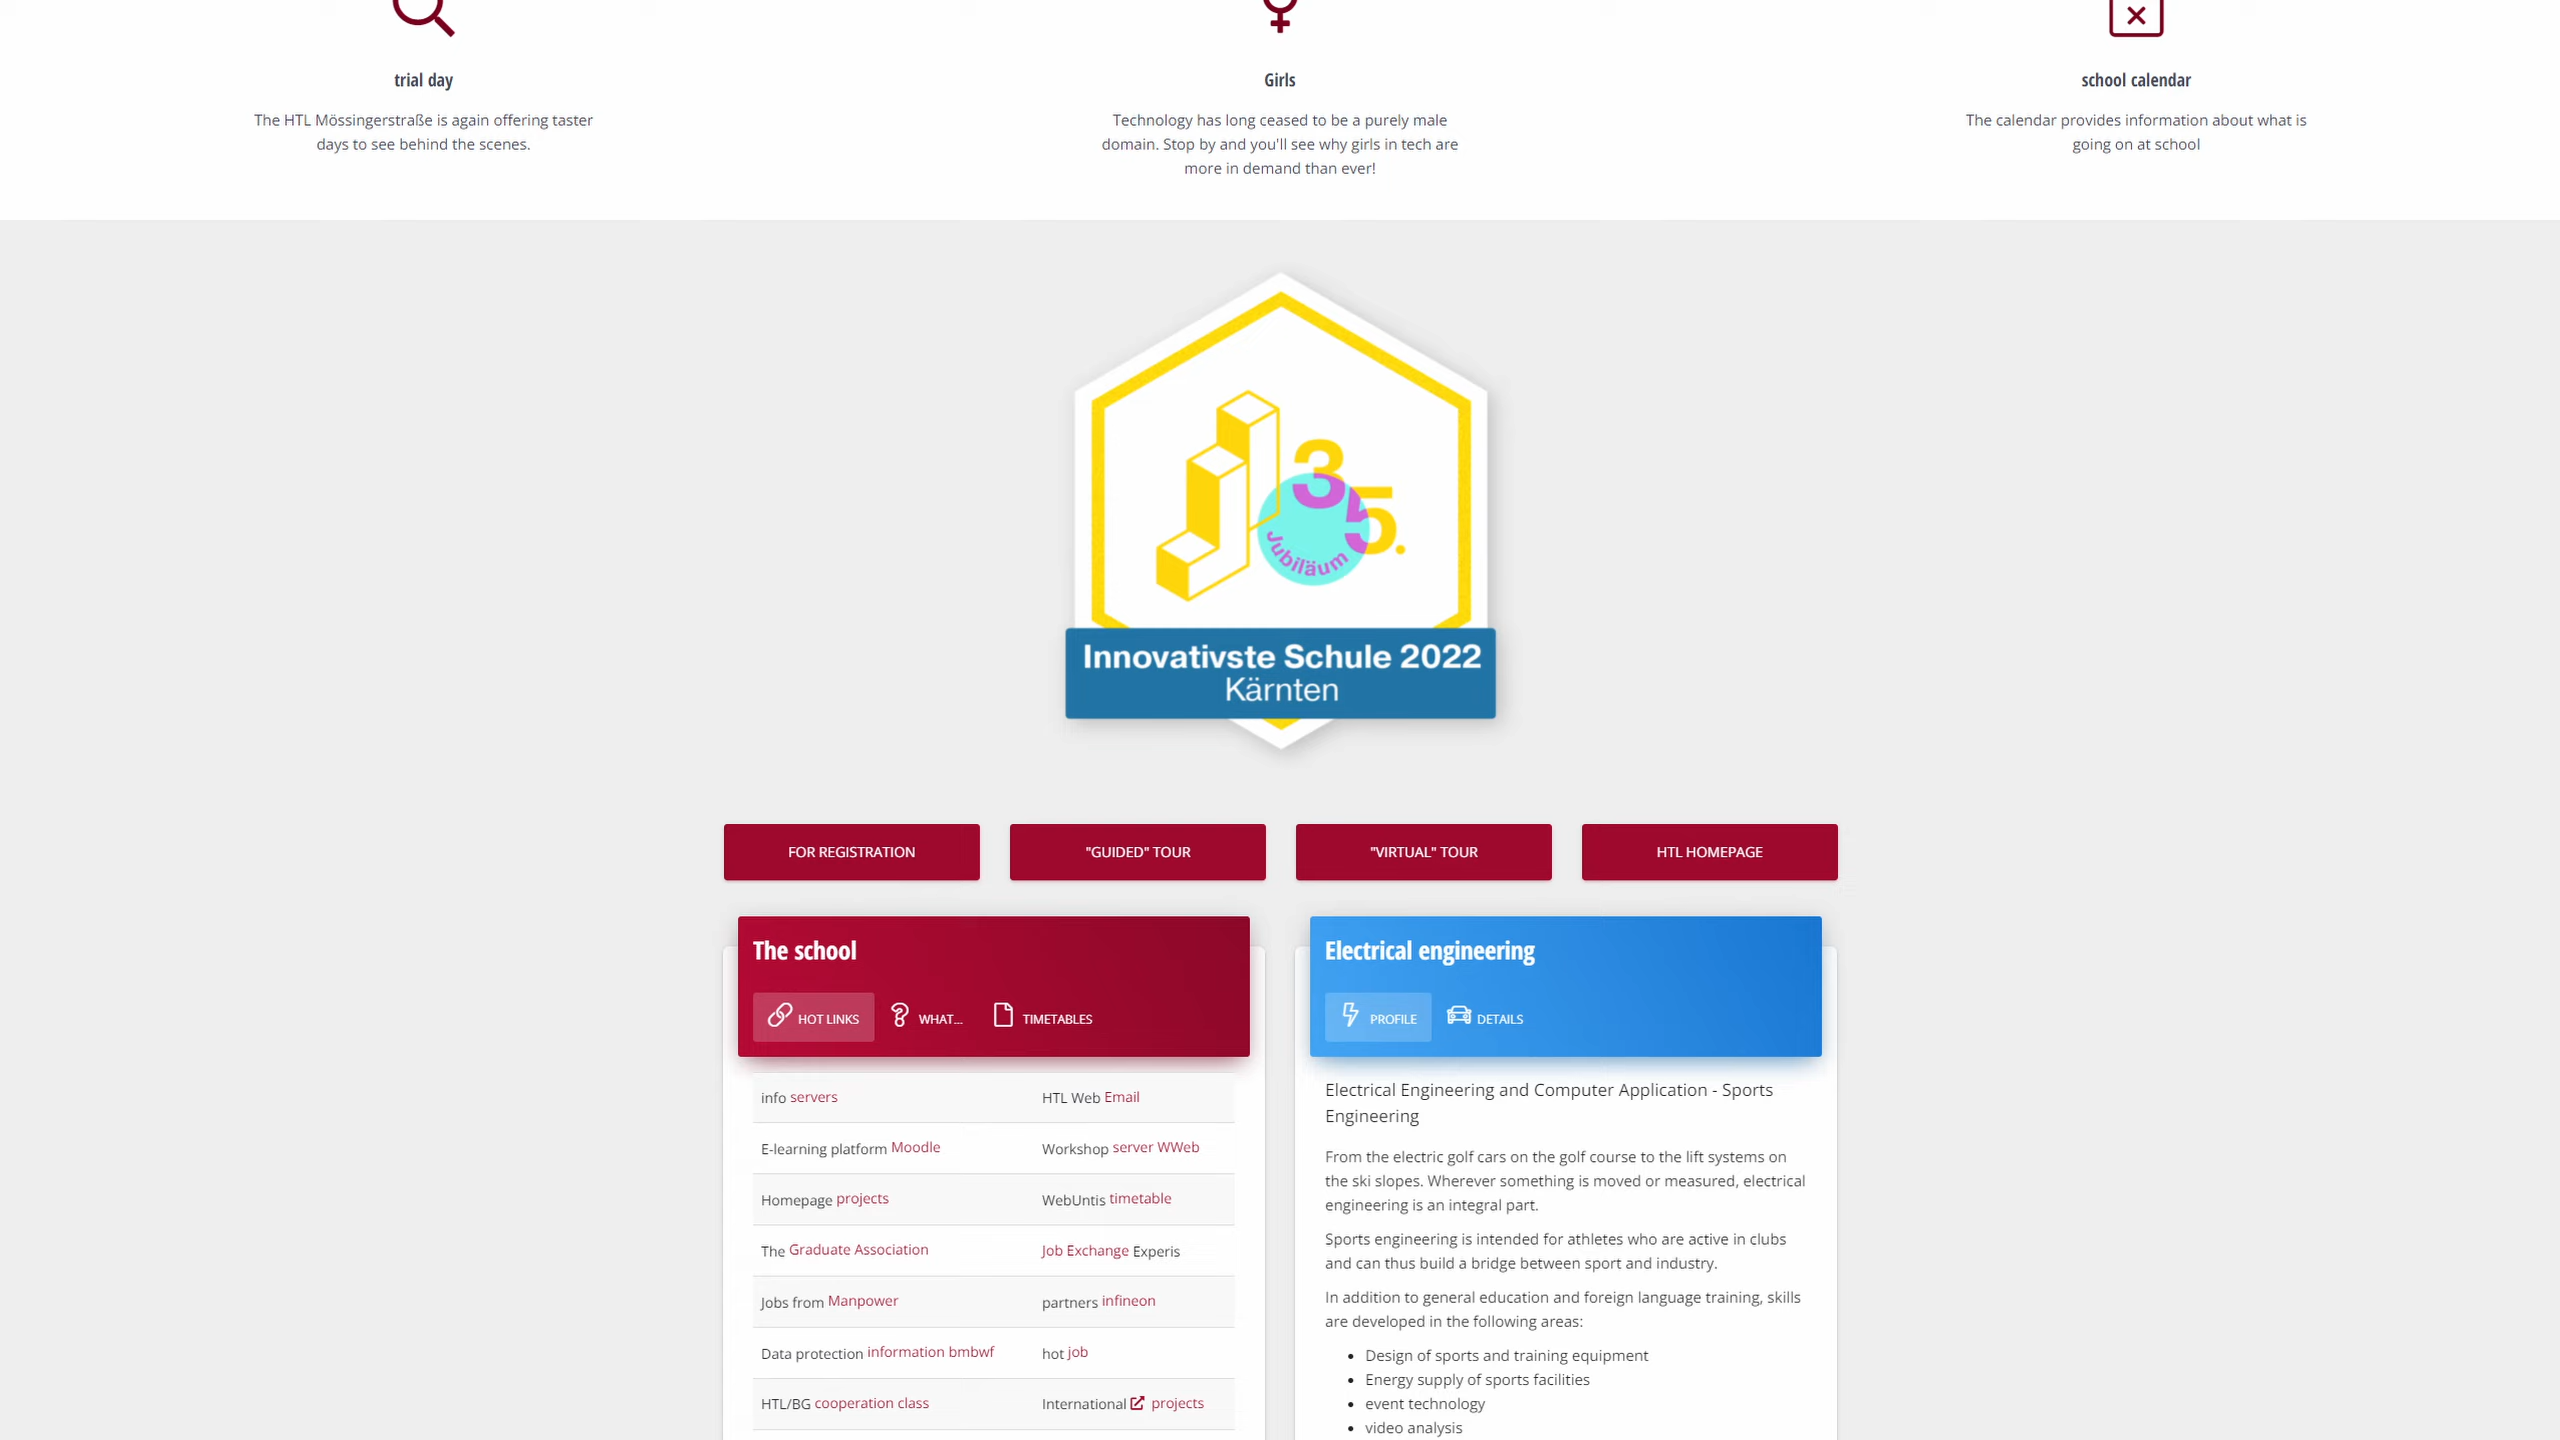 trial day
The HTL Mössingerstraße is again offering taster
days to see behind the scenes.
Girls
Technology has long ceased to be a purely male
domain. Stop by and you'll see why girls in tech are
more in demand than ever!
school calendar
The calendar provides information about what is
going on at school
35.
Jubiläum
Innovativste Schule 2022
Kärnten
FOR REGISTRATION
"GUIDED" TOUR
"VIRTUAL" TOUR
HTL HOMEPAGE
The school
HOT LINKS
WHAT...
TIMETABLES
info servers
HTL Web Email
E-learning platform Moodle
Workshop server WWeb
Homepage projects
WebUntis timetable
The Graduate Association
Job Exchange Experis
Jobs from Manpower
partners infineon
Data protection information bmbwf
hot job
HTL/BG cooperation class
International projects
Electrical engineering
PROFILE
DETAILS
Electrical Engineering and Computer Application - Sports
Engineering
From the electric golf cars on the golf course to the lift systems on
the ski slopes. Wherever something is moved or measured, electrical
engineering is an integral part.
Sports engineering is intended for athletes who are active in clubs
and can thus build a bridge between sport and industry.
In addition to general education and foreign language training, skills
are developed in the following areas:
• Design of sports and training equipment
• Energy supply of sports facilities
• event technology
• video analysis